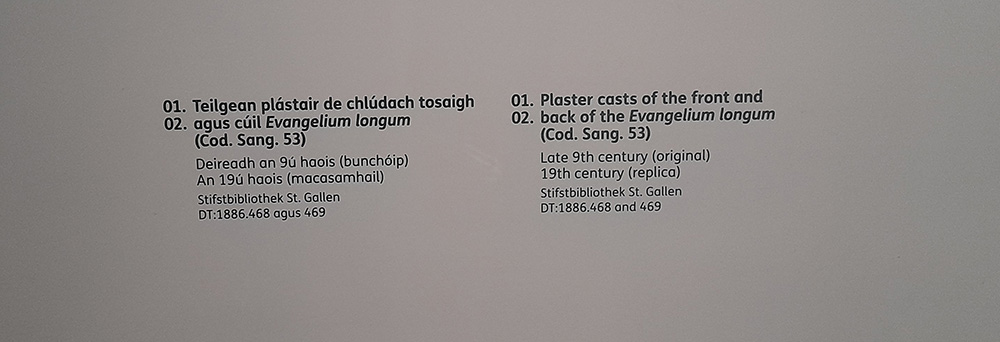 01. Teilgean plástair de chlúdach tosaigh
02. agus cúil Evangelium longum
(Cod. Sang. 53)
Deireadh an 9ú haois (bunchóip)
An 19ú haois (macasamhail)
Stifstbibliothek St. Gallen
DT:1886.468 agus 469
01. Plaster casts of the front and
02. back of the Evangelium longum
(Cod. Sang. 53)
Late 9th century (original)
19th century (replica)
Stifstbibliothek St. Gallen
DT:1886.468 and 469